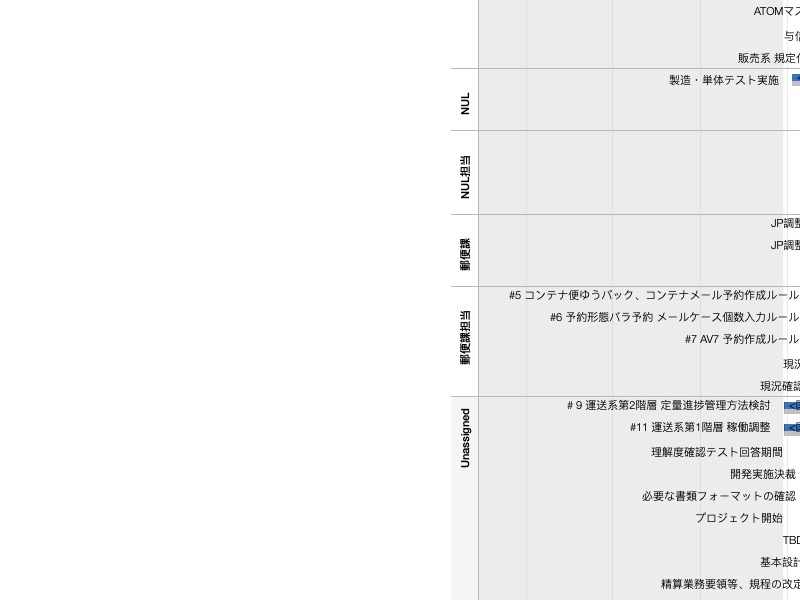 ATOMマス
与信
販売系 規定
NUL
製造・単体テスト実施
NUL担当
郵便課
JP調整
JP調整
郵便課担当
#5 コンテナ便ゆうパック、コンテナメール予約作成ルール
#6 予約形態バラ予約 メールケース個数入力ルール
#7 AV7 予約作成ルール
現況
現況確認
Unassigned
# 9 運送系第2階層 定量進捗管理方法検討
#11 運送系第1階層 稼働調整
理解度確認テスト回答期間
開発実施決裁
必要な書類フォーマットの確認
プロジェクト開始
TBD
基本設計
精算業務要領等、規程の改定